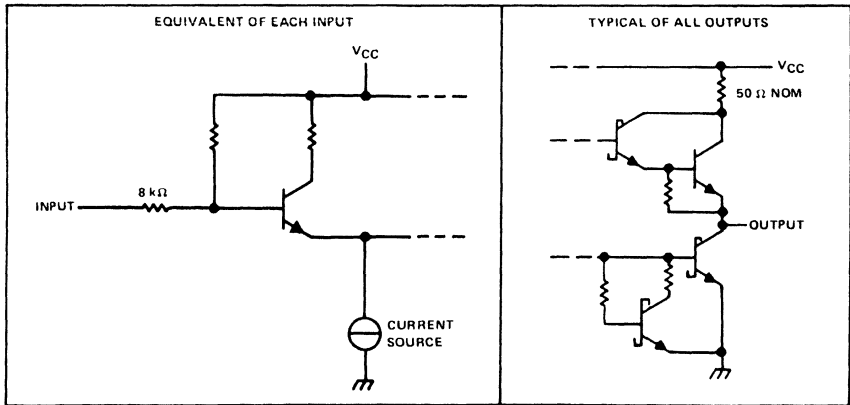 EQUIVALENT OF EACH INPUT
VCC
8 kΩ
INPUT
CURRENT
SOURCE
TYPICAL OF ALL OUTPUTS
VCC
50 Ω NOM
OUTPUT